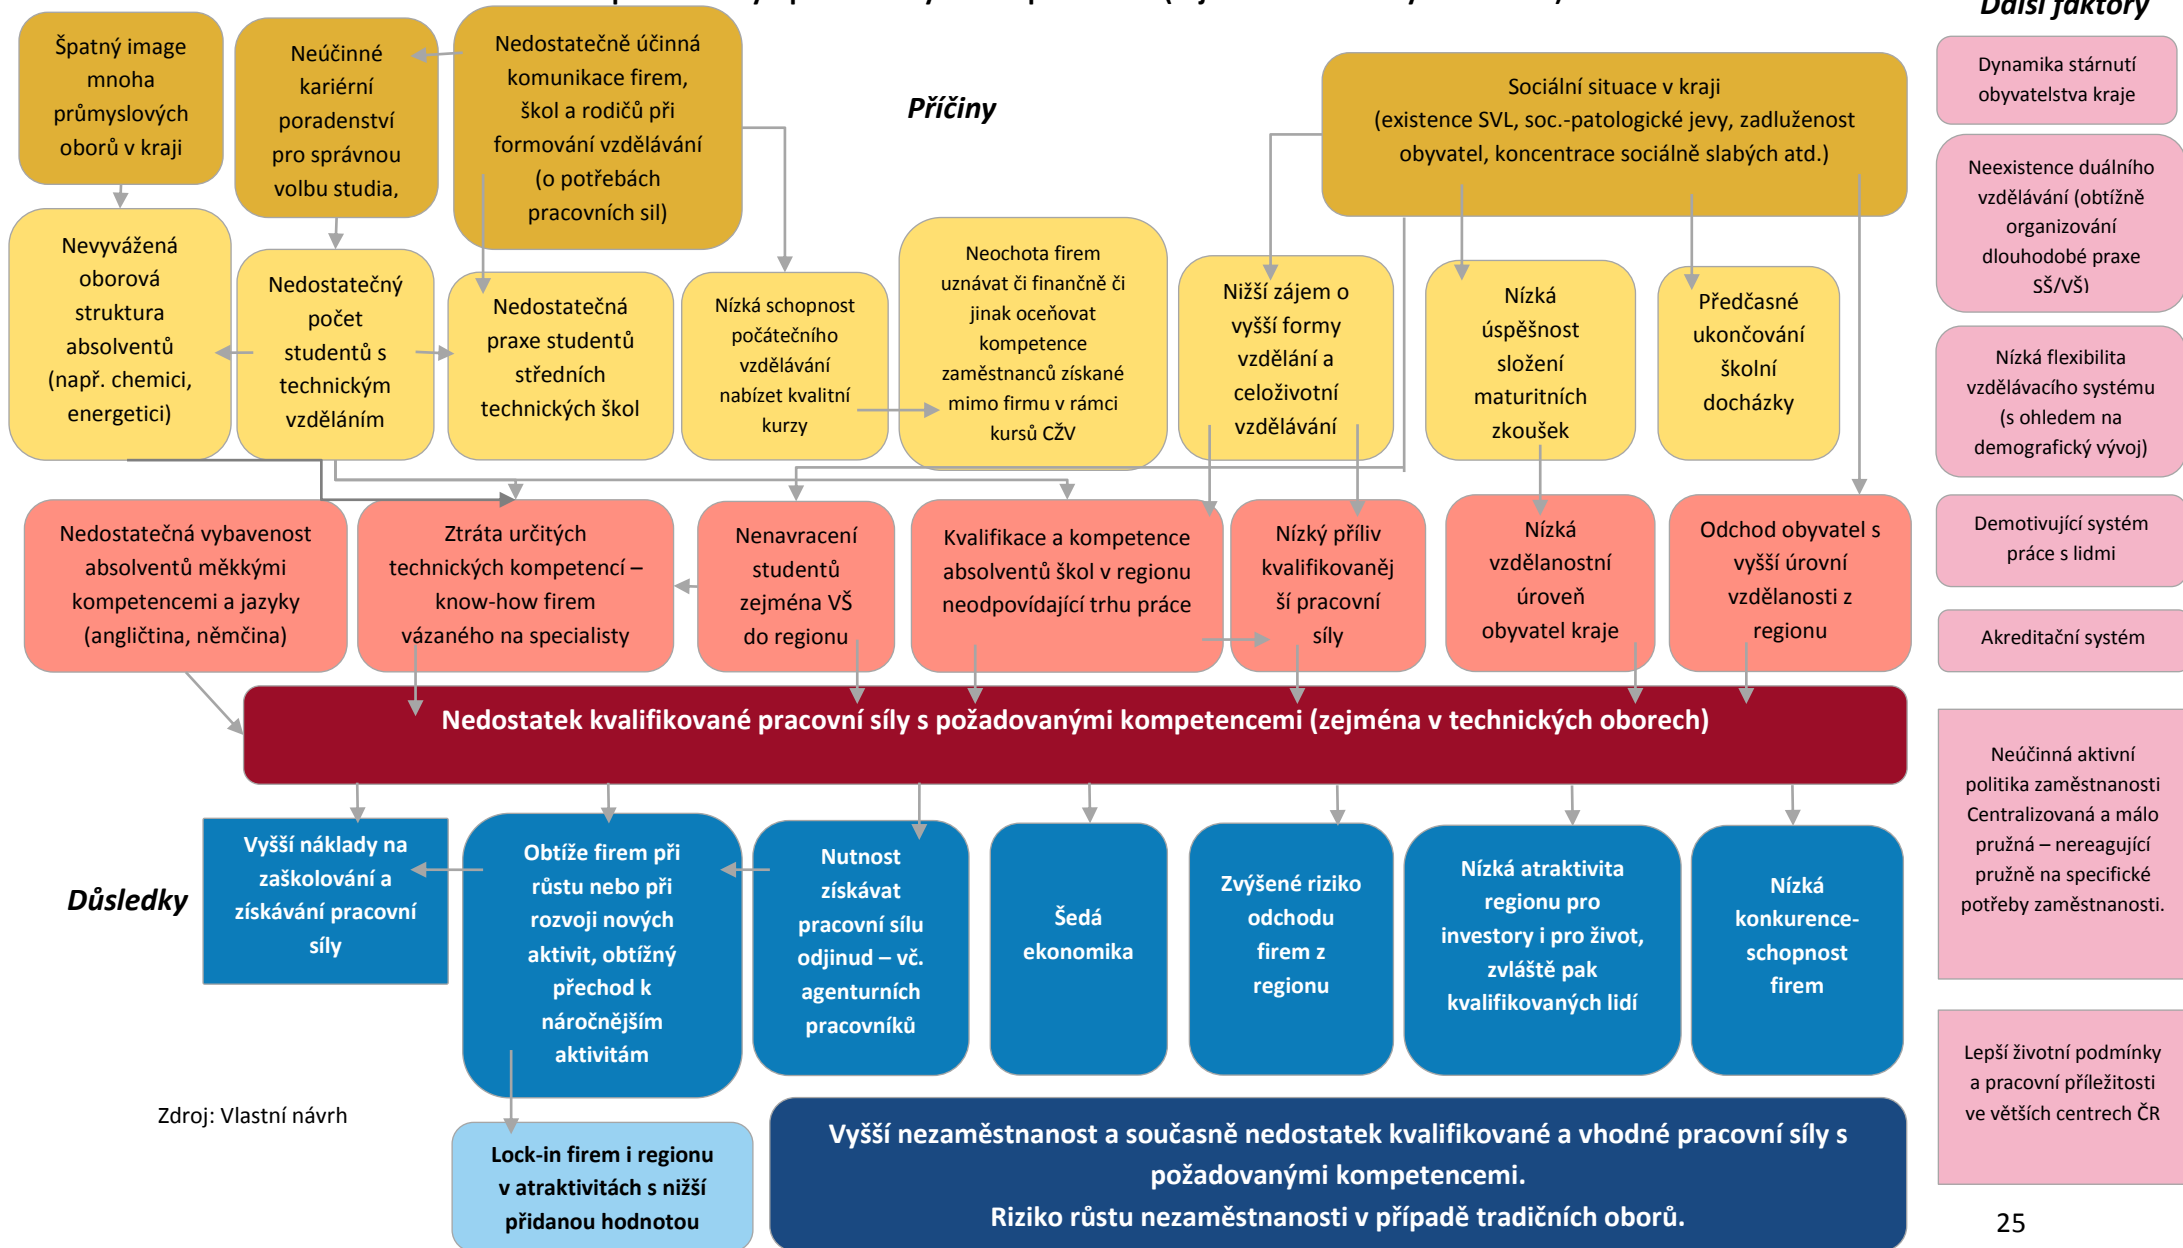 Další faktory
Špatný image
mnoha
průmyslových
oborů v kraji
Neúčinné
kariérní
poradenství
pro správnou
volbu studia,
Nedostatečně účinná
komunikace firem,
škol a rodičů při
formování vzdělávání
(o potřebách
pracovních sil)
Příčiny
Sociální situace v kraji
(existence SVL, soc.-patologické jevy, zadluženost
obyvatel, koncentrace sociálně slabých atd.)
Dynamika stárnutí
obyvatelstva kraje
Neexistence duálního
vzdělávání (obtížně
organizování
dlouhodobé praxe
SŠ/VŠ)
Nevyvážená
oborová
struktura
absolventů
(např. chemici,
energetici)
Nedostatečný
počet
studentů s
technickým
vzděláním
Nedostatečná
praxe studentů
středních
technických škol
Nízká schopnost
počátečního
vzdělávání
nabízet kvalitní
kurzy
Neochota firem
uznávat či finančně či
jinak oceňovat
kompetence
zaměstnanců získané
mimo firmu v rámci
kursů CŽV
Nižší zájem o
vyšší formy
vzdělání a
celoživotní
vzdělávání
Nízká
úspěšnost
složení
maturitních
zkoušek
Předčasné
ukončování
školní
docházky
Nízká flexibilita
vzdělávacího systému
(s ohledem na
demografický vývoj)
Nedostatečná vybavenost
absolventů měkkými
kompetencemi a jazyky
(angličtina, němčina)
Ztráta určitých
technických kompetencí –
know-how firem
vázaného na specialisty
Nenavracení
studentů
zejména VŠ
do regionu
Kvalifikace a kompetence
absolventů škol v regionu
neodpovídající trhu práce
Nízký příliv
kvalifikovaněj
ší pracovní
síly
Nízká
vzdělanostní
úroveň
obyvatel kraje
Odchod obyvatel s
vyšší úrovní
vzdělanosti z
regionu
Demotivující systém
práce s lidmi
Akreditační systém
Nedostatek kvalifikované pracovní síly s požadovanými kompetencemi (zejména v technických oborech)
Neúčinná aktivní
politika zaměstnanosti
Centralizovaná a málo
pružná – nereagující
pružně na specifické
potřeby zaměstnanosti.
Důsledky
Vyšší náklady na
zaškolování a
získávání pracovní
síly
Obtíže firem při
růstu nebo při
rozvoji nových
aktivit, obtížný
přechod k
náročnějším
aktivitám
Nutnost
získávat
pracovní sílu
odjinud – vč.
agenturních
pracovníků
Šedá
ekonomika
Zvýšené riziko
odchodu
firem z
regionu
Nízká atraktivita
regionu pro
investory i pro život,
zvláště pak
kvalifikovaných lidí
Nízká
konkurence-
schopnost
firem
Lepší životní podmínky
a pracovní příležitosti
ve větších centrech ČR
Zdroj: Vlastní návrh
Lock-in firem i regionu
v atraktivitách s nižší
přidanou hodnotou
Vyšší nezaměstnanost a současně nedostatek kvalifikované a vhodné pracovní síly s
požadovanými kompetencemi.
Riziko růstu nezaměstnanosti v případě tradičních oborů.
25